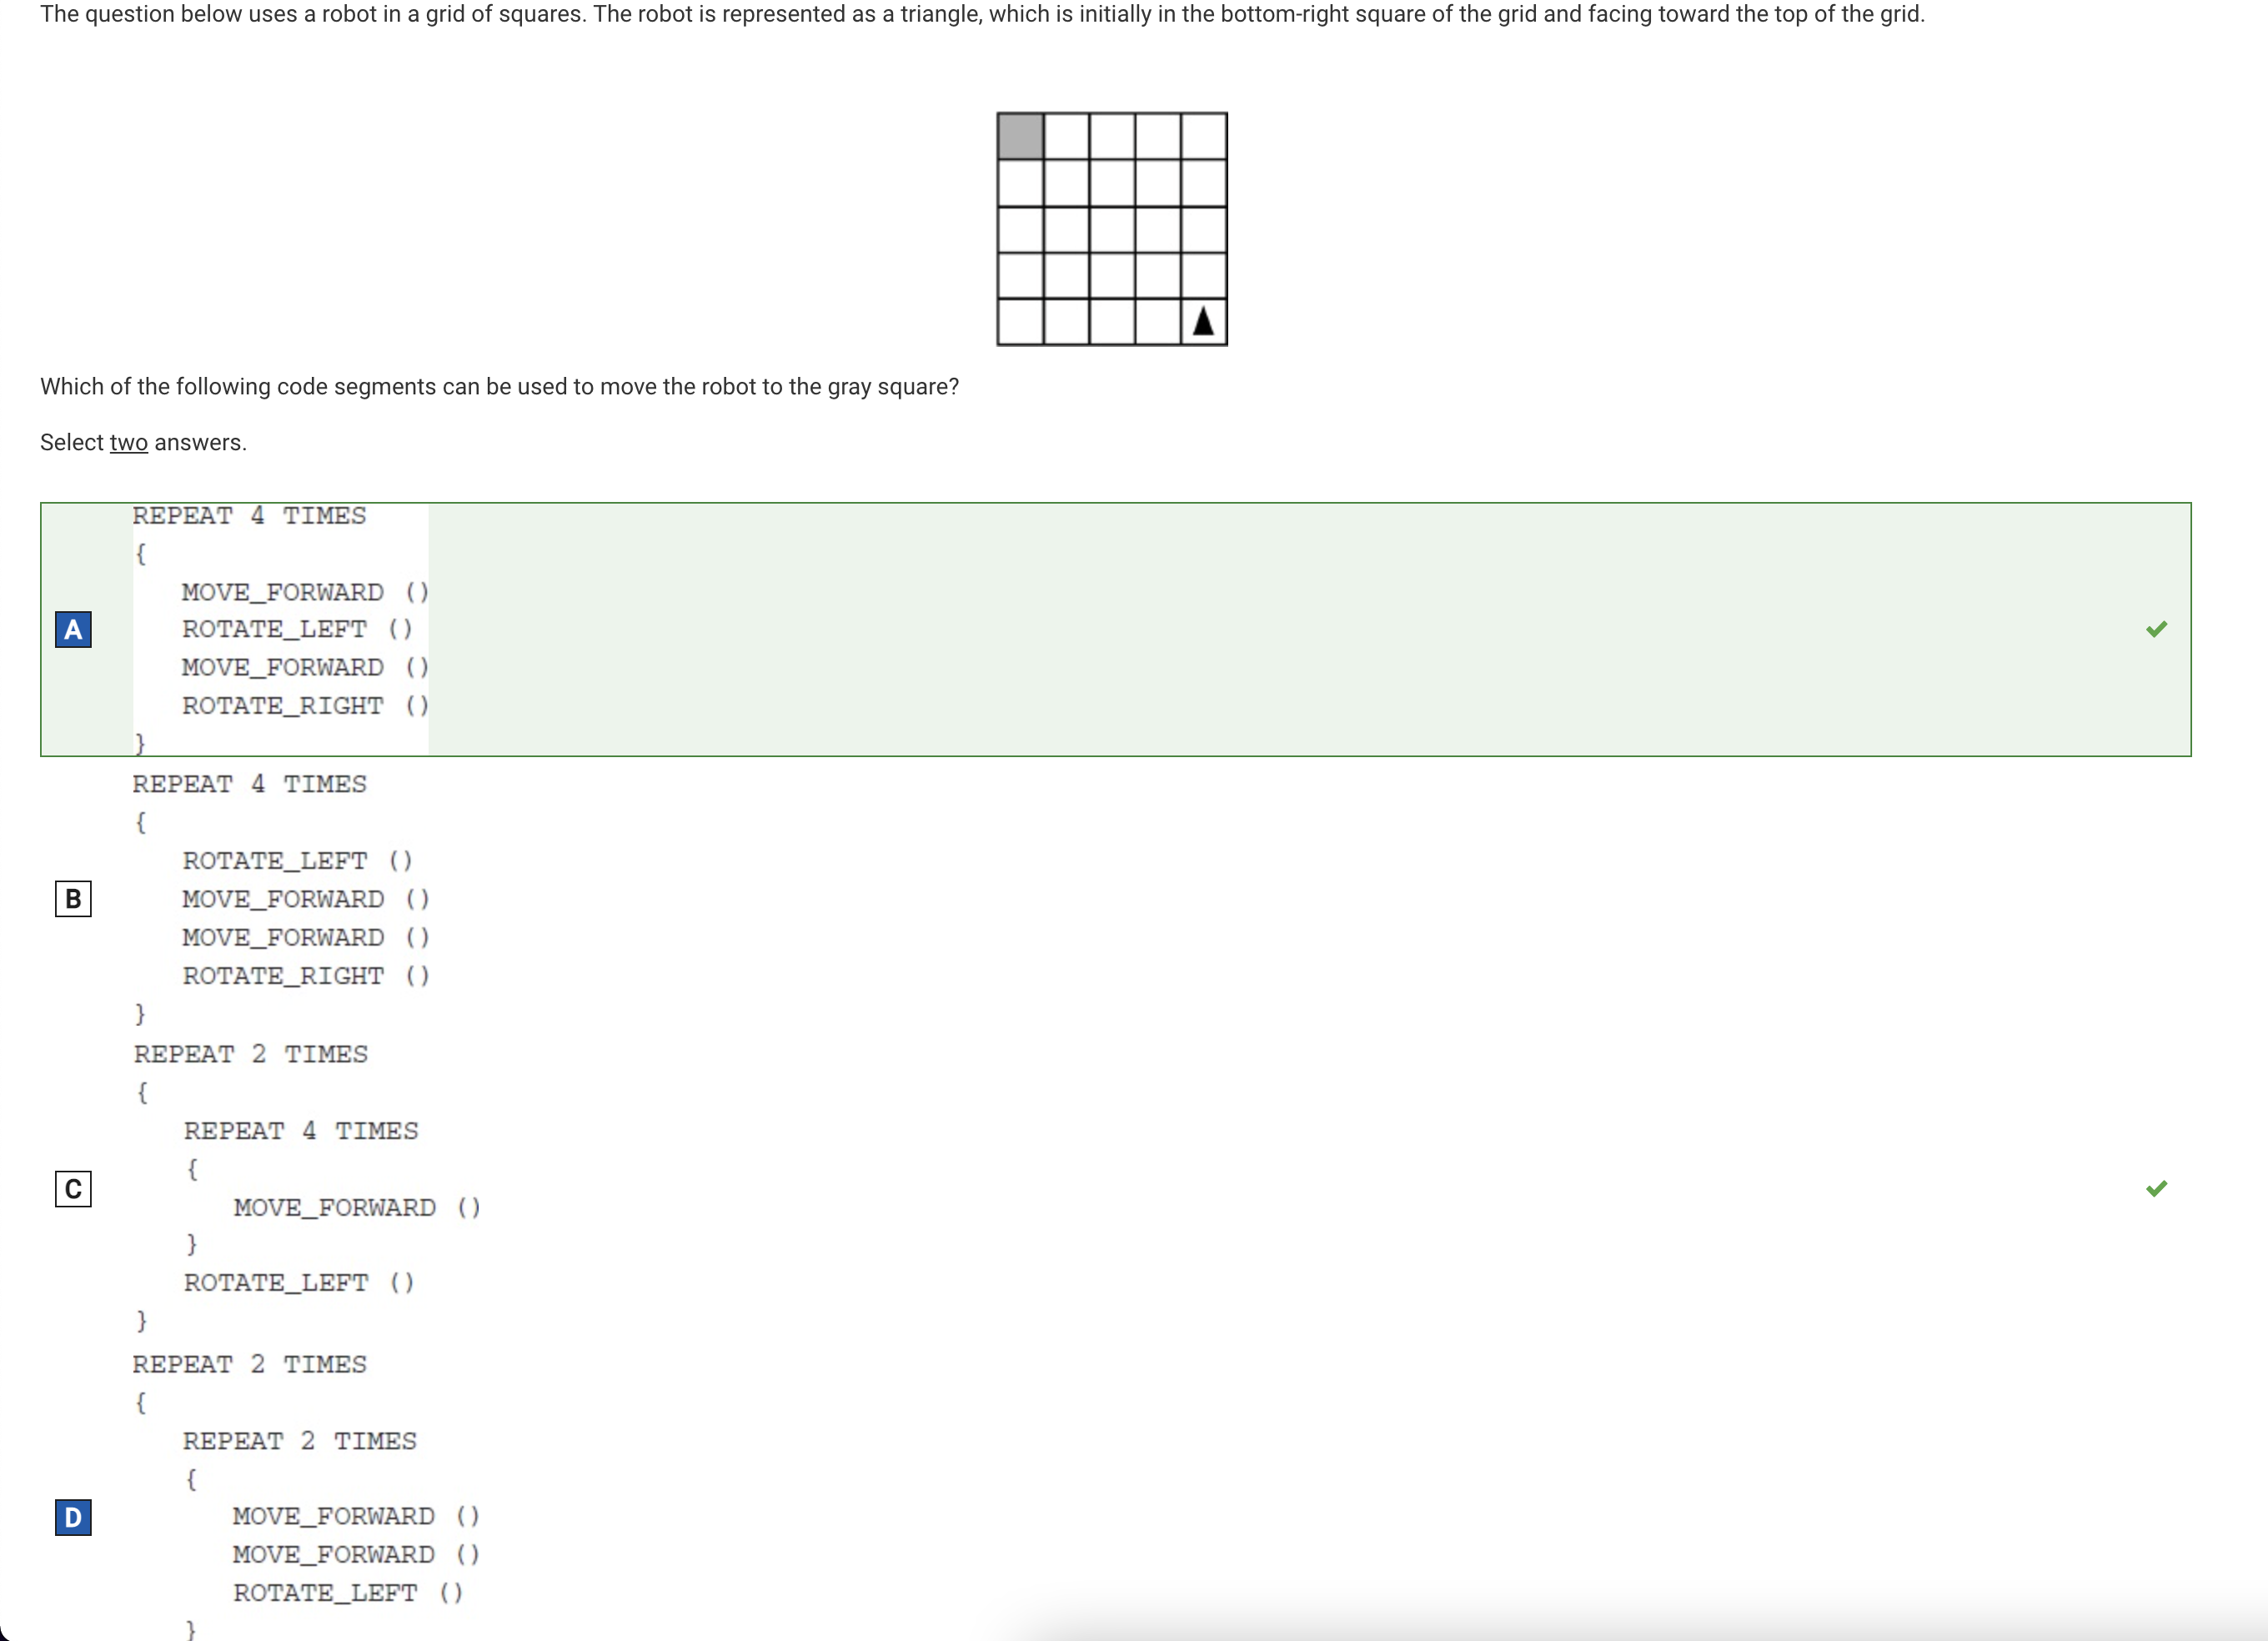 The question below uses a robot in a grid of squares. The robot is represented as a triangle, which is initially in the bottom-right square of the grid and facing toward the top of the grid.
Which of the following code segments can be used to move the robot to the gray square?
Select two answers.
A
REPEAT 4 TIMES
{
MOVE_FORWARD ()
ROTATE_LEFT ()
MOVE_FORWARD ()
ROTATE_RIGHT ()
}
B
REPEAT 4 TIMES
{
ROTATE_LEFT ()
MOVE_FORWARD ()
MOVE_FORWARD ()
ROTATE_RIGHT ()
}
C
REPEAT 2 TIMES
{
REPEAT 4 TIMES
{
MOVE_FORWARD ()
}
ROTATE_LEFT ()
}
D
REPEAT 2 TIMES
{
REPEAT 2 TIMES
{
MOVE_FORWARD ()
MOVE_FORWARD ()
ROTATE_LEFT ()
}